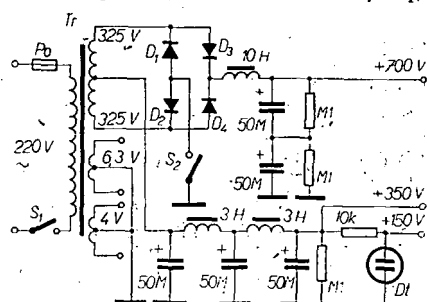 Tr
325 V
D1
D3
10 H
Po
+700 V
50M
M1
220 V
~
325 V
D2
D4
S2
50M
M1
6,3 V
+350 V
S1
4 V
3 H
3 H
10k
+150 V
50M
50M
50M
M1
Dt